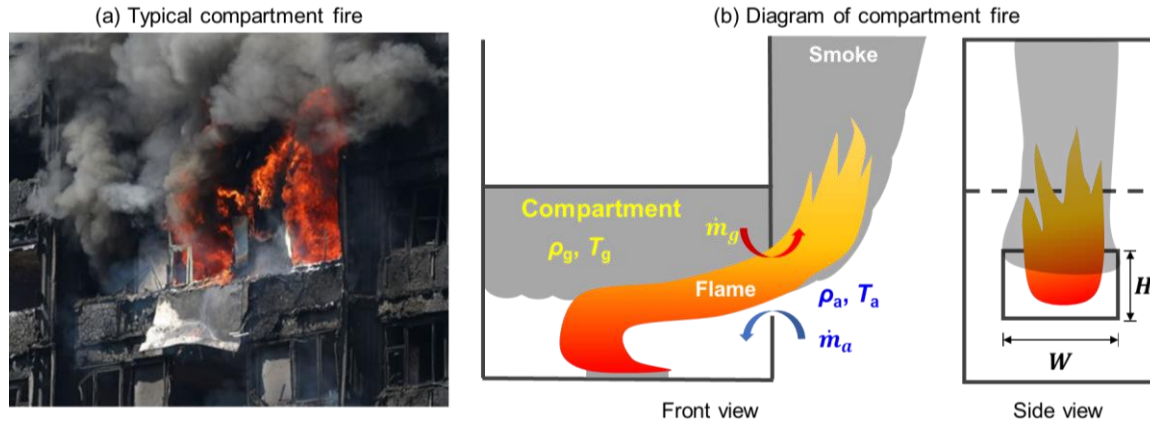 (a) Typical compartment fire
(b) Diagram of compartment fire
Smoke
Compartment
ρg, Tg
ṁg
Flame
ρa, Ta
ṁa
H
W
Front view
Side view